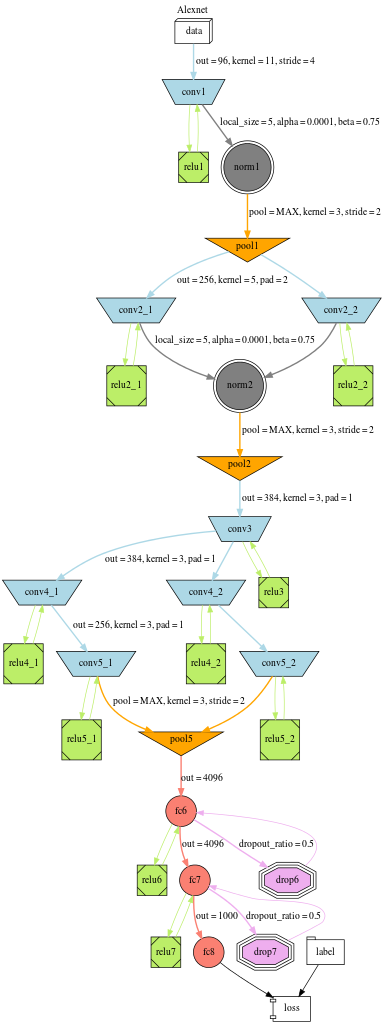 Alexnet
data
out = 96, kernel = 11, stride = 4
conv1
local_size = 5, alpha = 0.0001, beta = 0.75
relu1
norm1
pool = MAX, kernel = 3, stride = 2
pool1
out = 256, kernel = 5, pad = 2
conv2_1
conv2_2
local_size = 5, alpha = 0.0001, beta = 0.75
relu2_1
norm2
relu2_2
pool = MAX, kernel = 3, stride = 2
pool2
out = 384, kernel = 3, pad = 1
conv3
out = 384, kernel = 3, pad = 1
conv4_1
conv4_2
relu3
out = 256, kernel = 3, pad = 1
relu4_1
conv5_1
relu4_2
conv5_2
pool = MAX, kernel = 3, stride = 2
relu5_1
pool5
relu5_2
out = 4096
fc6
out = 4096
dropout_ratio = 0.5
relu6
fc7
drop6
out = 1000
dropout_ratio = 0.5
relu7
fc8
drop7
label
loss